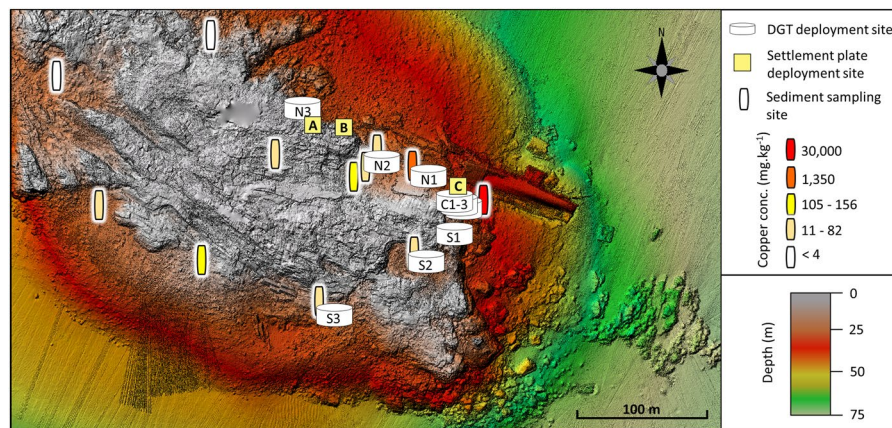 N
N3
A
B
N2
N1
C
C1-3
S1
S2
S3
100 m
DGT deployment site
Settlement plate
deployment site
Sediment sampling
site
Copper conc. (mg.kg⁻¹)
30,000
1,350
105 - 156
11 - 82
< 4
Depth (m)
0
25
50
75